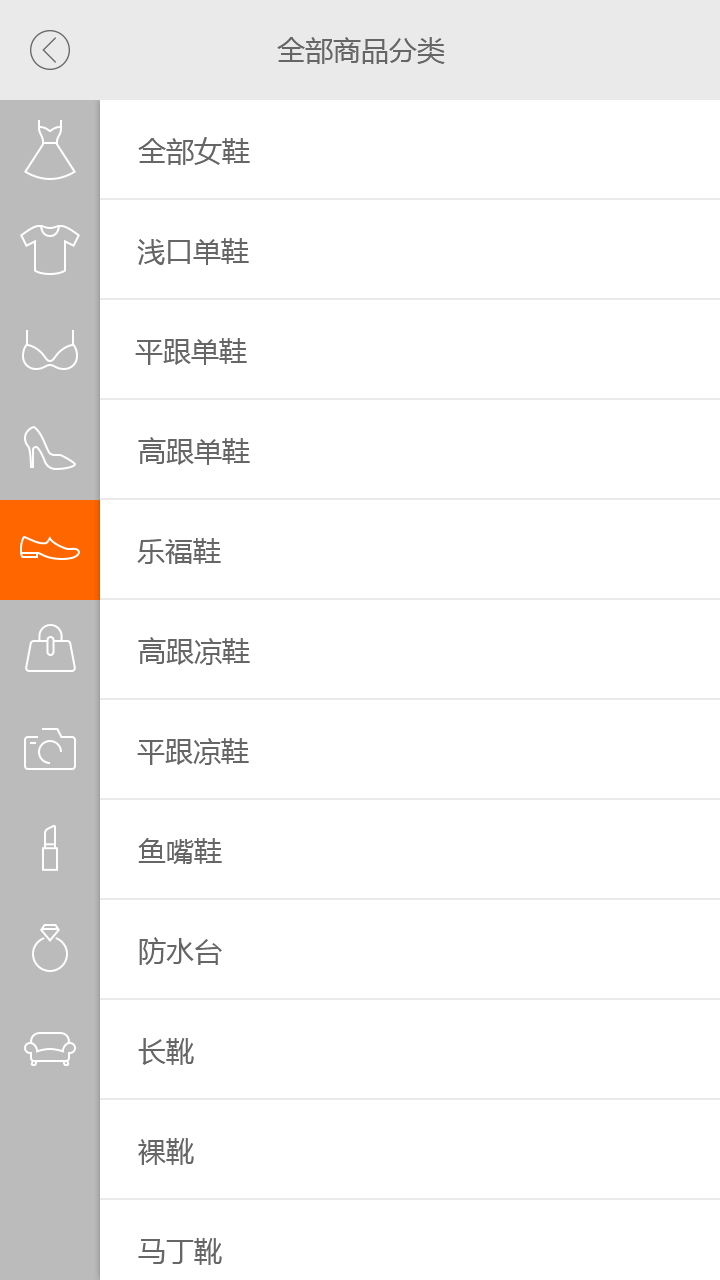 全部商品分类
全部女鞋
浅口单鞋
平跟单鞋
高跟单鞋
乐福鞋
高跟凉鞋
平跟凉鞋
鱼嘴鞋
防水台
长靴
裸靴
马丁靴